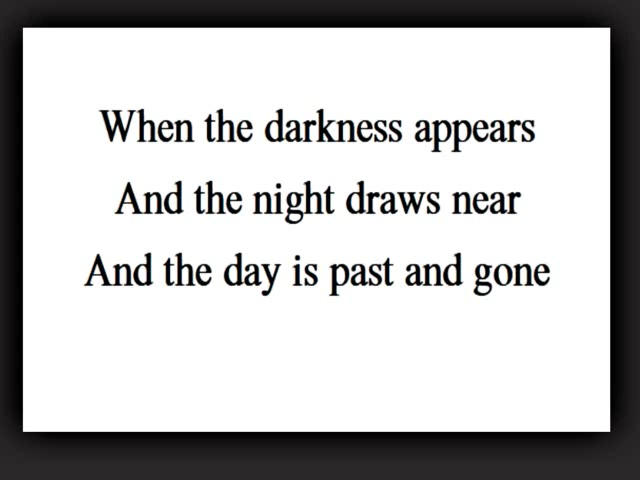 When the darkness appears
And the night draws near
And the day is past and gone